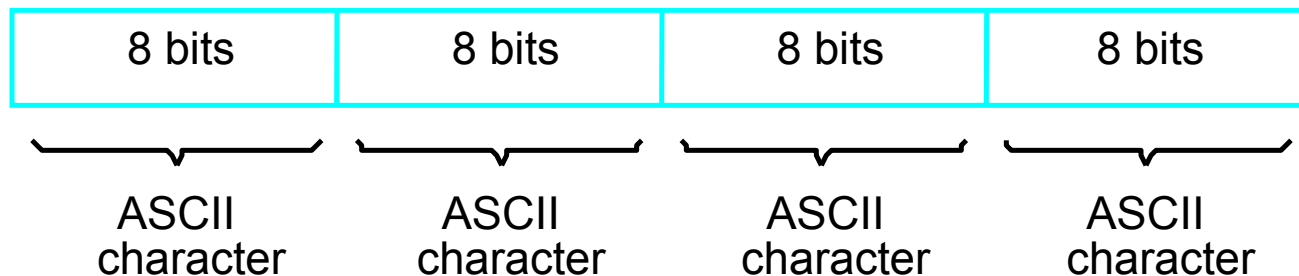 8 bits 8 bits 8 bits 8 bits
ASCII ASCII ASCII ASCII
character character character character